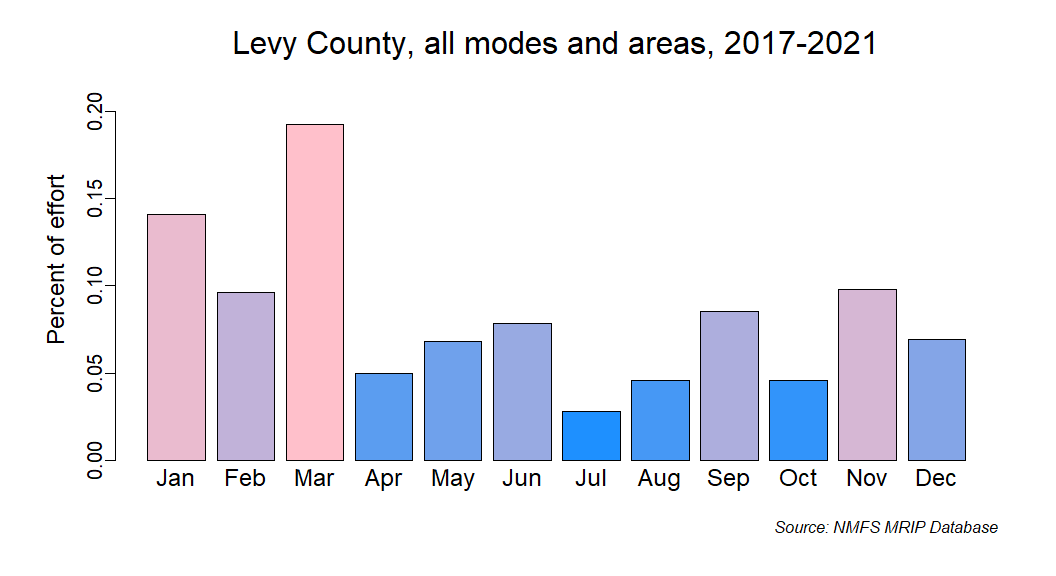 Levy County, all modes and areas, 2017-2021
Percent of effort
0.20
0.15
0.10
0.05
0.00
Jan Feb Mar Apr May Jun Jul Aug Sep Oct Nov Dec
Source: NMFS MRIP Database